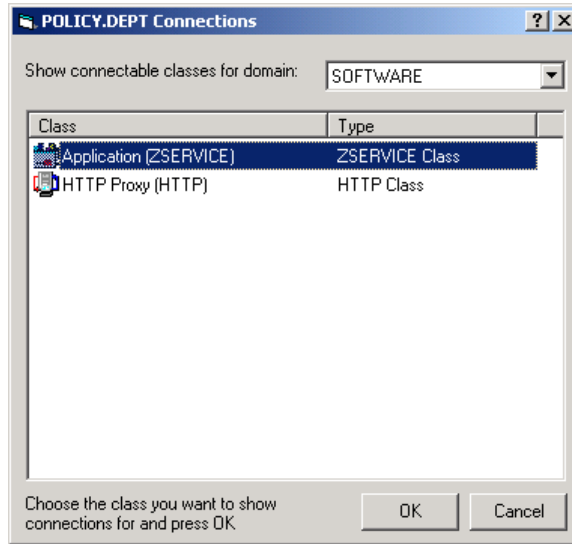 POLICY.DEPT Connections
Show connectable classes for domain: SOFTWARE
Class Type
Application (ZSERVICE) ZSERVICE Class
HTTP Proxy (HTTP) HTTP Class
Choose the class you want to show
connections for and press OK
OK Cancel